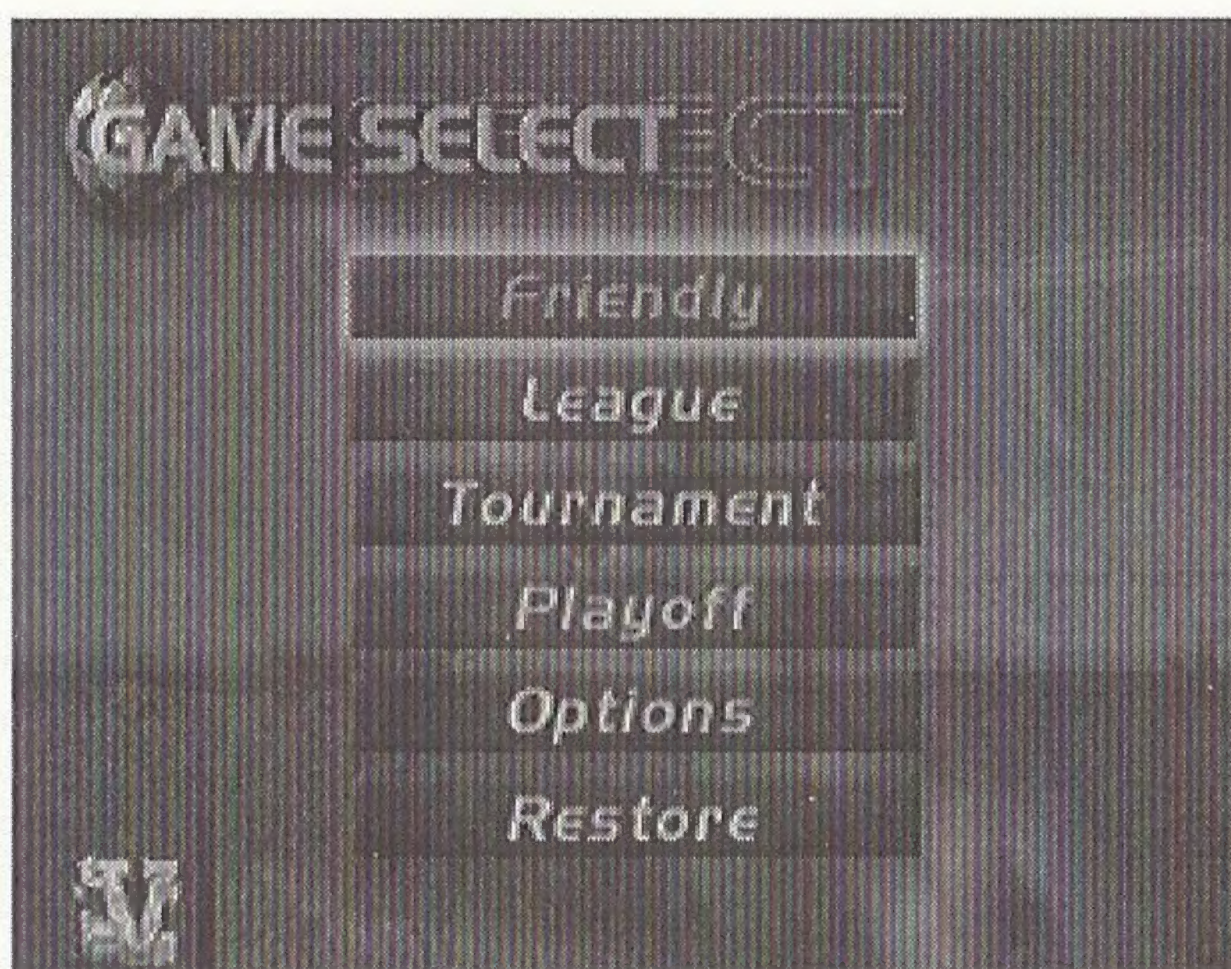 GAME SELECT
Friendly
League
Tournament
Playoff
Options
Restore